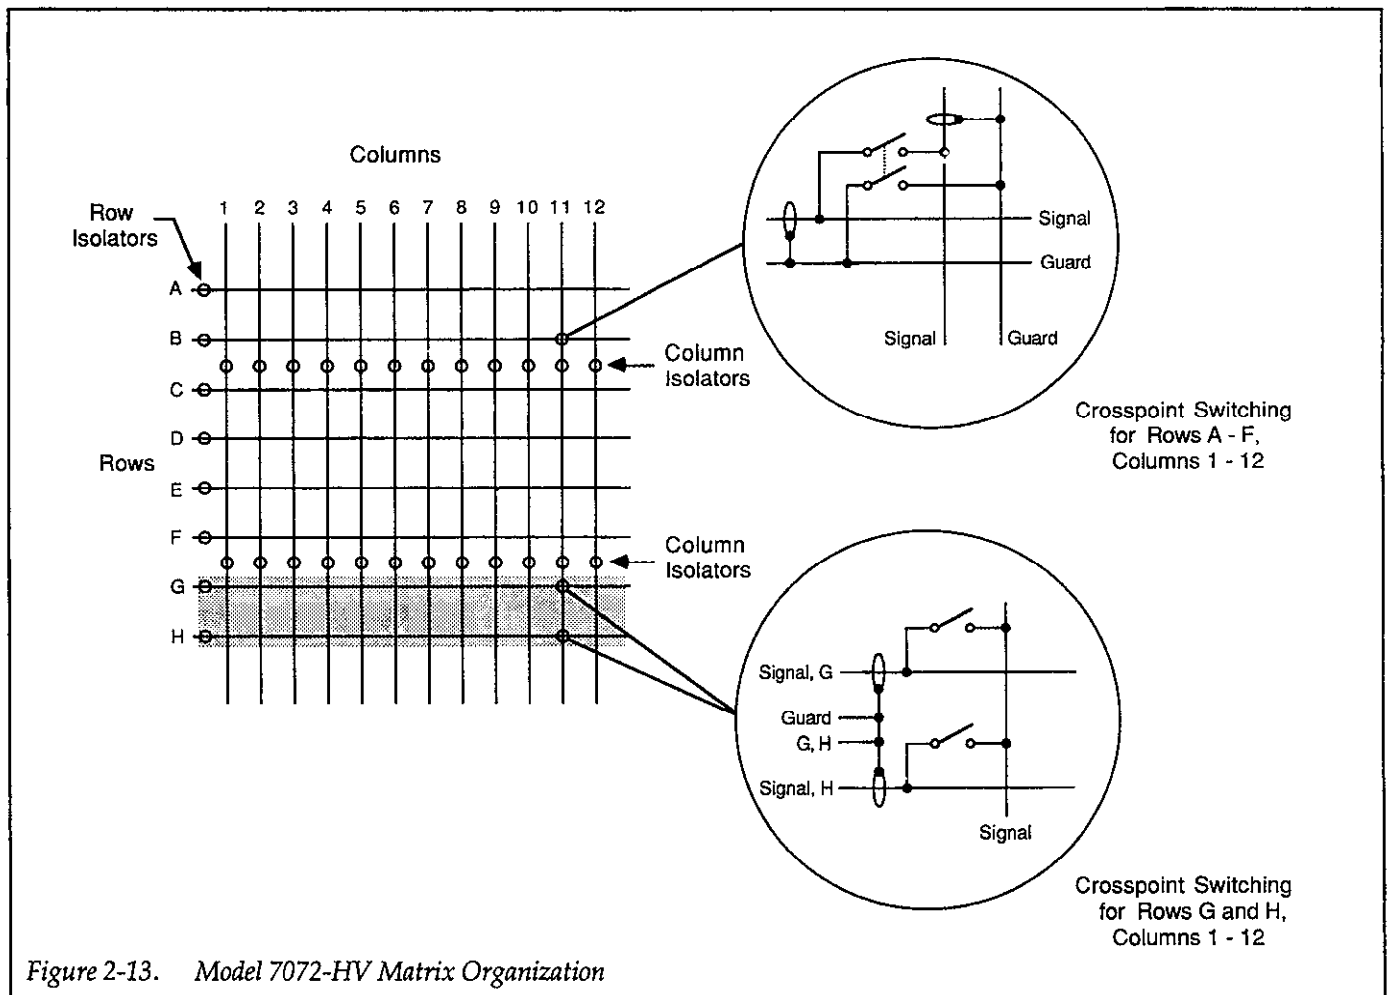 Columns
Row
Isolators
1 2 3 4 5 6 7 8 9 10 11 12
A
B
Column
Isolators
C
D
Rows
E
F
Column
Isolators
G
H
Signal
Guard
Signal
Guard
Crosspoint Switching
for Rows A - F,
Columns 1 - 12
Signal, G
Guard
G, H
Signal, H
Signal
Crosspoint Switching
for Rows G and H,
Columns 1 - 12
Figure 2-13. Model 7072-HV Matrix Organization